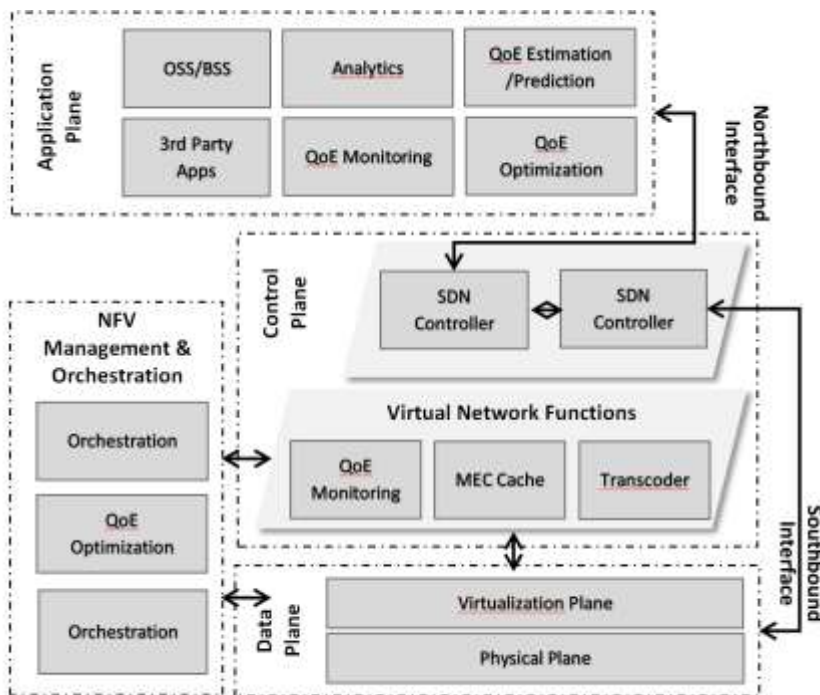 Application
Plane
OSS/BSS
Analytics
QoE Estimation
/Prediction
3rd Party
Apps
QoE Monitoring
QoE
Optimization
Northbound
Interface
Control
Plane
SDN
Controller
SDN
Controller
NFV
Management &
Orchestration
Orchestration
QoE
Optimization
Orchestration
Virtual Network Functions
QoE
Monitoring
MEC Cache
Transcoder
Southbound
Interface
Data
Plane
Virtualization Plane
Physical Plane